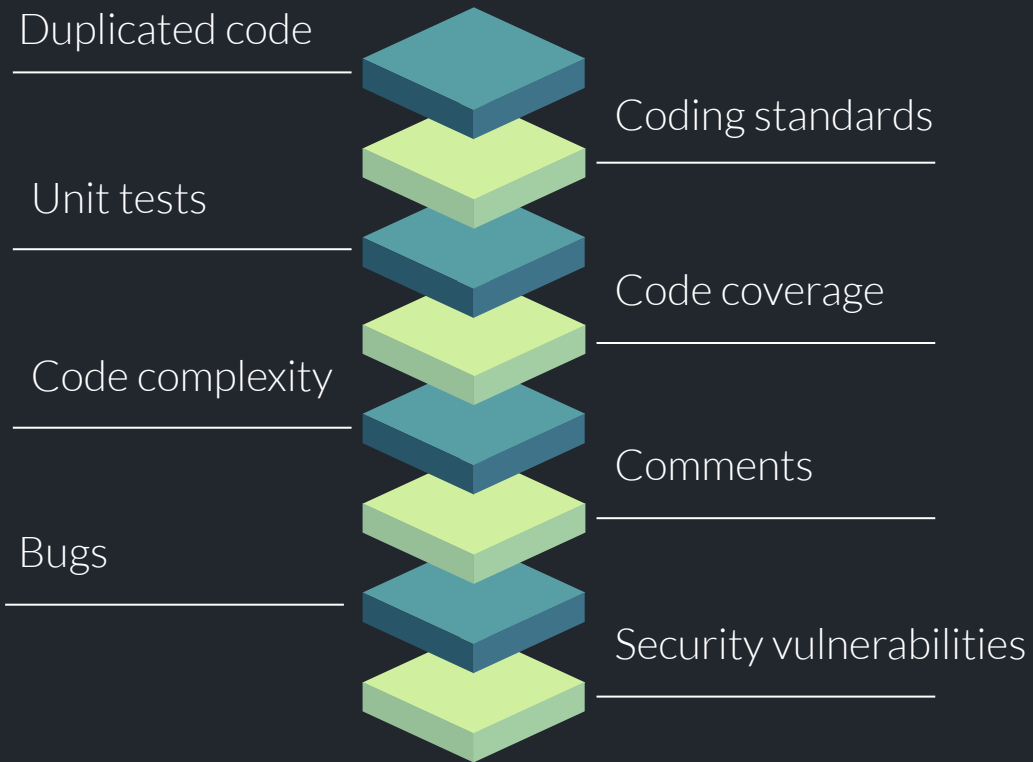 Duplicated code
Coding standards
Unit tests
Code coverage
Code complexity
Comments
Bugs
Security vulnerabilities